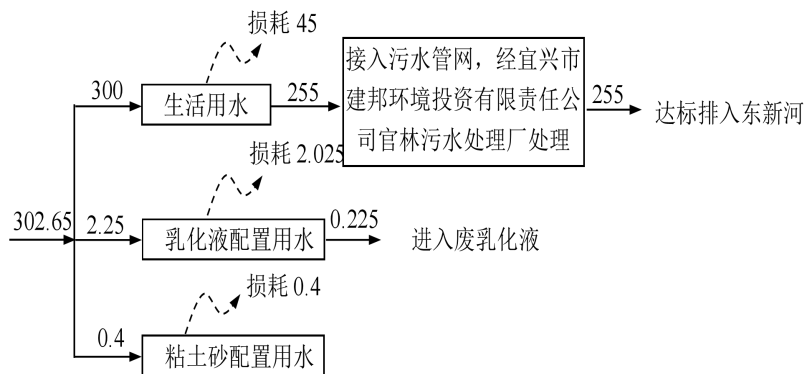 损耗 45
300
生活用水
255
接入污水管网，经宜兴市
建邦环境投资有限责任公
司官林污水处理厂处理
255
达标排入东新河
损耗 2.025
302.65
2.25
乳化液配置用水
0.225
进入废乳化液
损耗 0.4
0.4
粘土砂配置用水